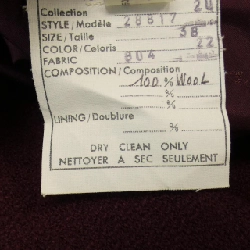 Collection 20
STYLE/Modèle 28817
SIZE/Taille 38
COLOR/Coloris 22
FABRIC 804
COMPOSITION/Composition
100 % Wool
%
%
LINING/Doublure
%
DRY CLEAN ONLY
NETTOYER A SEC SEULEMENT